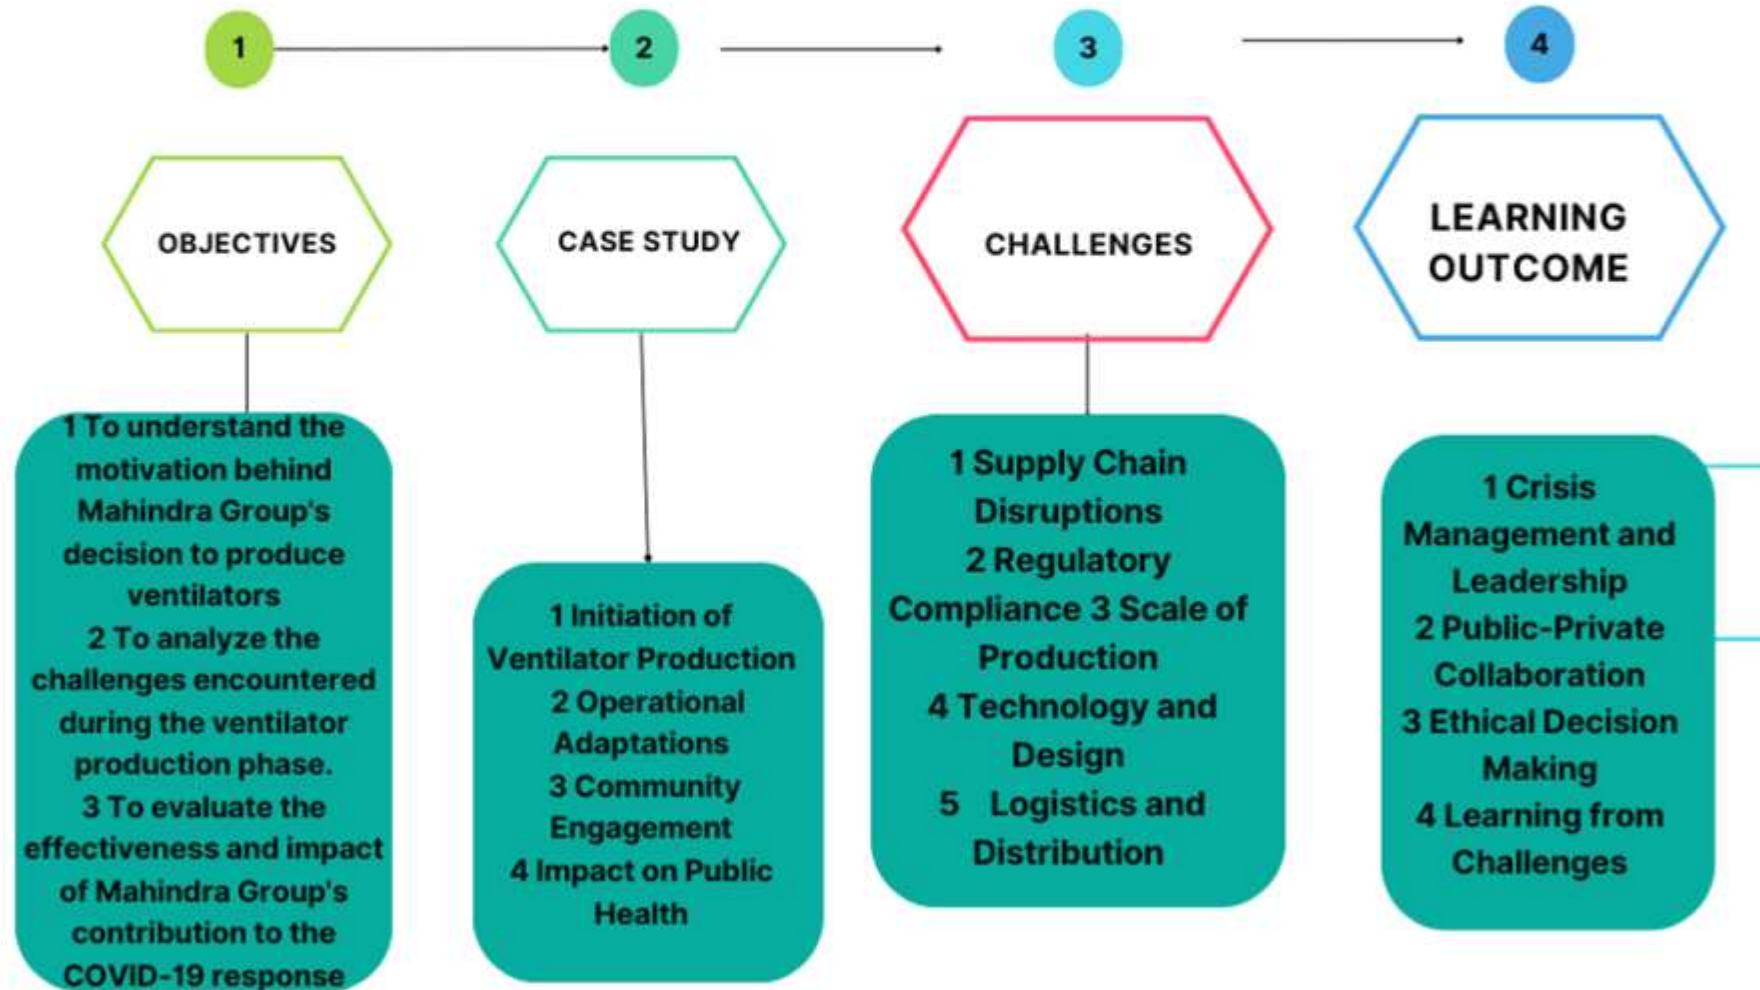 1
2
3
4
OBJECTIVES
CASE STUDY
CHALLENGES
LEARNING
OUTCOME
1 To understand the
motivation behind
Mahindra Group's
decision to produce
ventilators
2 To analyze the
challenges encountered
during the ventilator
production phase.
3 To evaluate the
effectiveness and impact
of Mahindra Group's
contribution to the
COVID-19 response
1 Initiation of
Ventilator Production
2 Operational
Adaptations
3 Community
Engagement
4 Impact on Public
Health
1 Supply Chain
Disruptions
2 Regulatory
Compliance 3 Scale of
Production
4 Technology and
Design
5 Logistics and
Distribution
1 Crisis
Management and
Leadership
2 Public-Private
Collaboration
3 Ethical Decision
Making
4 Learning from
Challenges